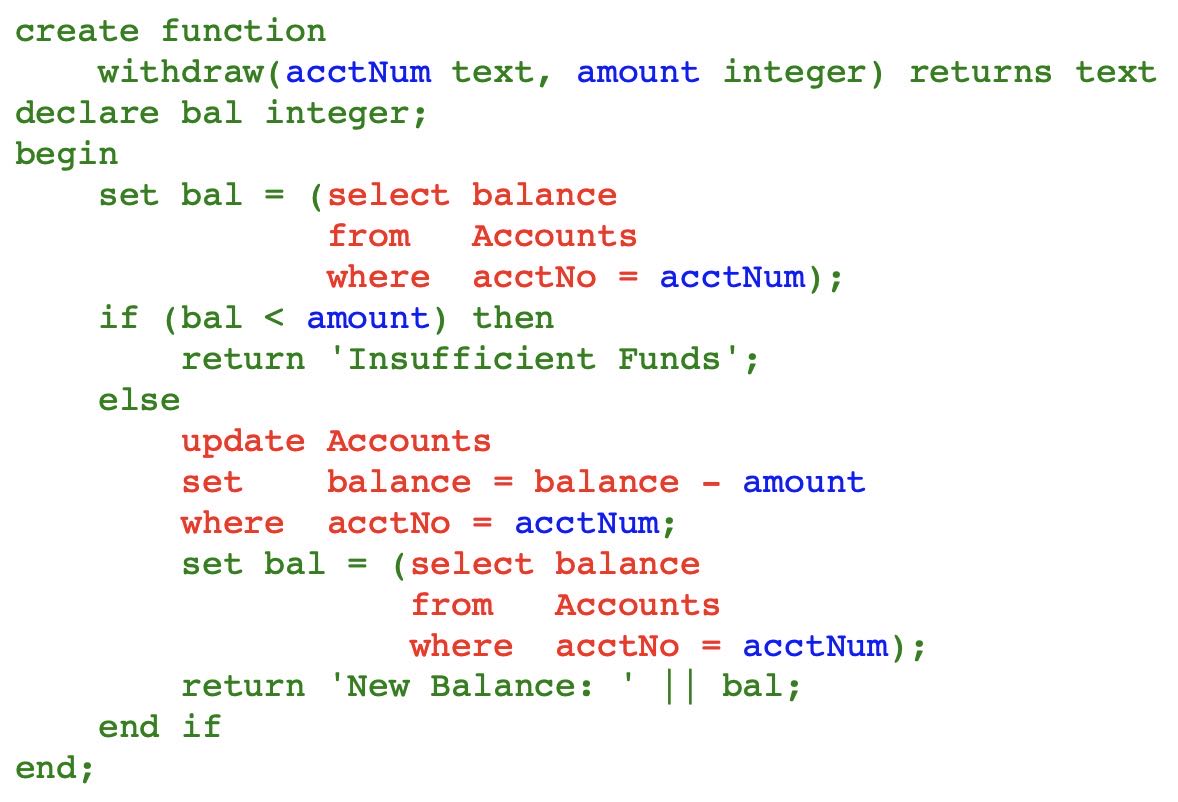 create function
    withdraw(acctNum text, amount integer) returns text
declare bal integer;
begin
    set bal = (select balance
               from   Accounts
               where  acctNo = acctNum);
    if (bal < amount) then
        return 'Insufficient Funds';
    else
        update Accounts
        set    balance = balance - amount
        where  acctNo = acctNum;
        set bal = (select balance
                   from   Accounts
                   where  acctNo = acctNum);
        return 'New Balance: ' || bal;
    end if
end;